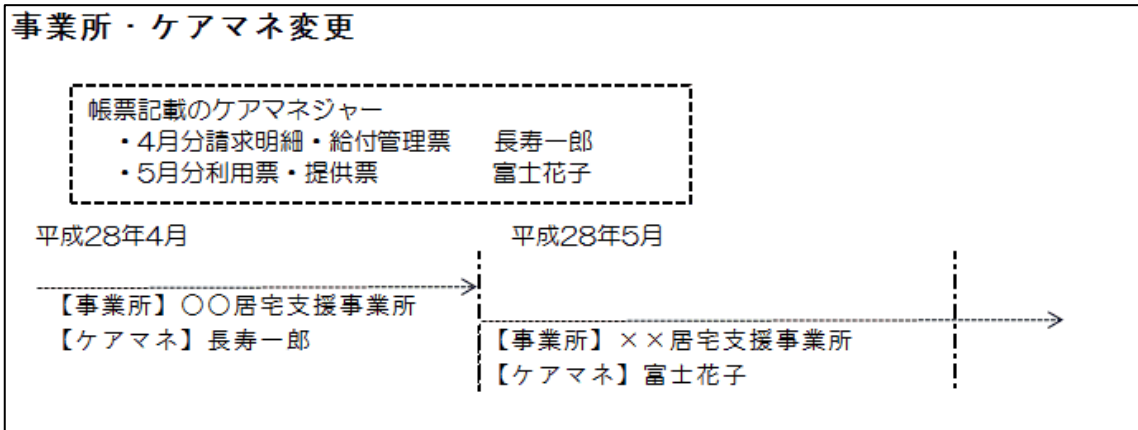 事業所・ケアマネ変更
帳票記載のケアマネジャー
・4月分請求明細・給付管理票 長寿一郎
・5月分利用票・提供票 富士花子
平成28年4月 平成28年5月
【事業所】〇〇居宅支援事業所
【ケアマネ】長寿一郎
【事業所】××居宅支援事業所
【ケアマネ】富士花子